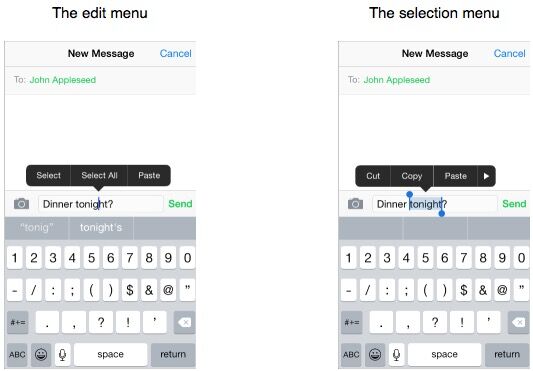 The edit menu
New Message Cancel
To: John Appleseed
Select Select All Paste
Dinner tonight? Send
“tonig” tonight's
1 2 3 4 5 6 7 8 9 0
- / : ; ( ) $ & @ ”
#+= . , ? ! ’
ABC space return
The selection menu
New Message Cancel
To: John Appleseed
Cut Copy Paste
Dinner tonight? Send
1 2 3 4 5 6 7 8 9 0
- / : ; ( ) $ & @ ”
#+= . , ? ! ’
ABC space return